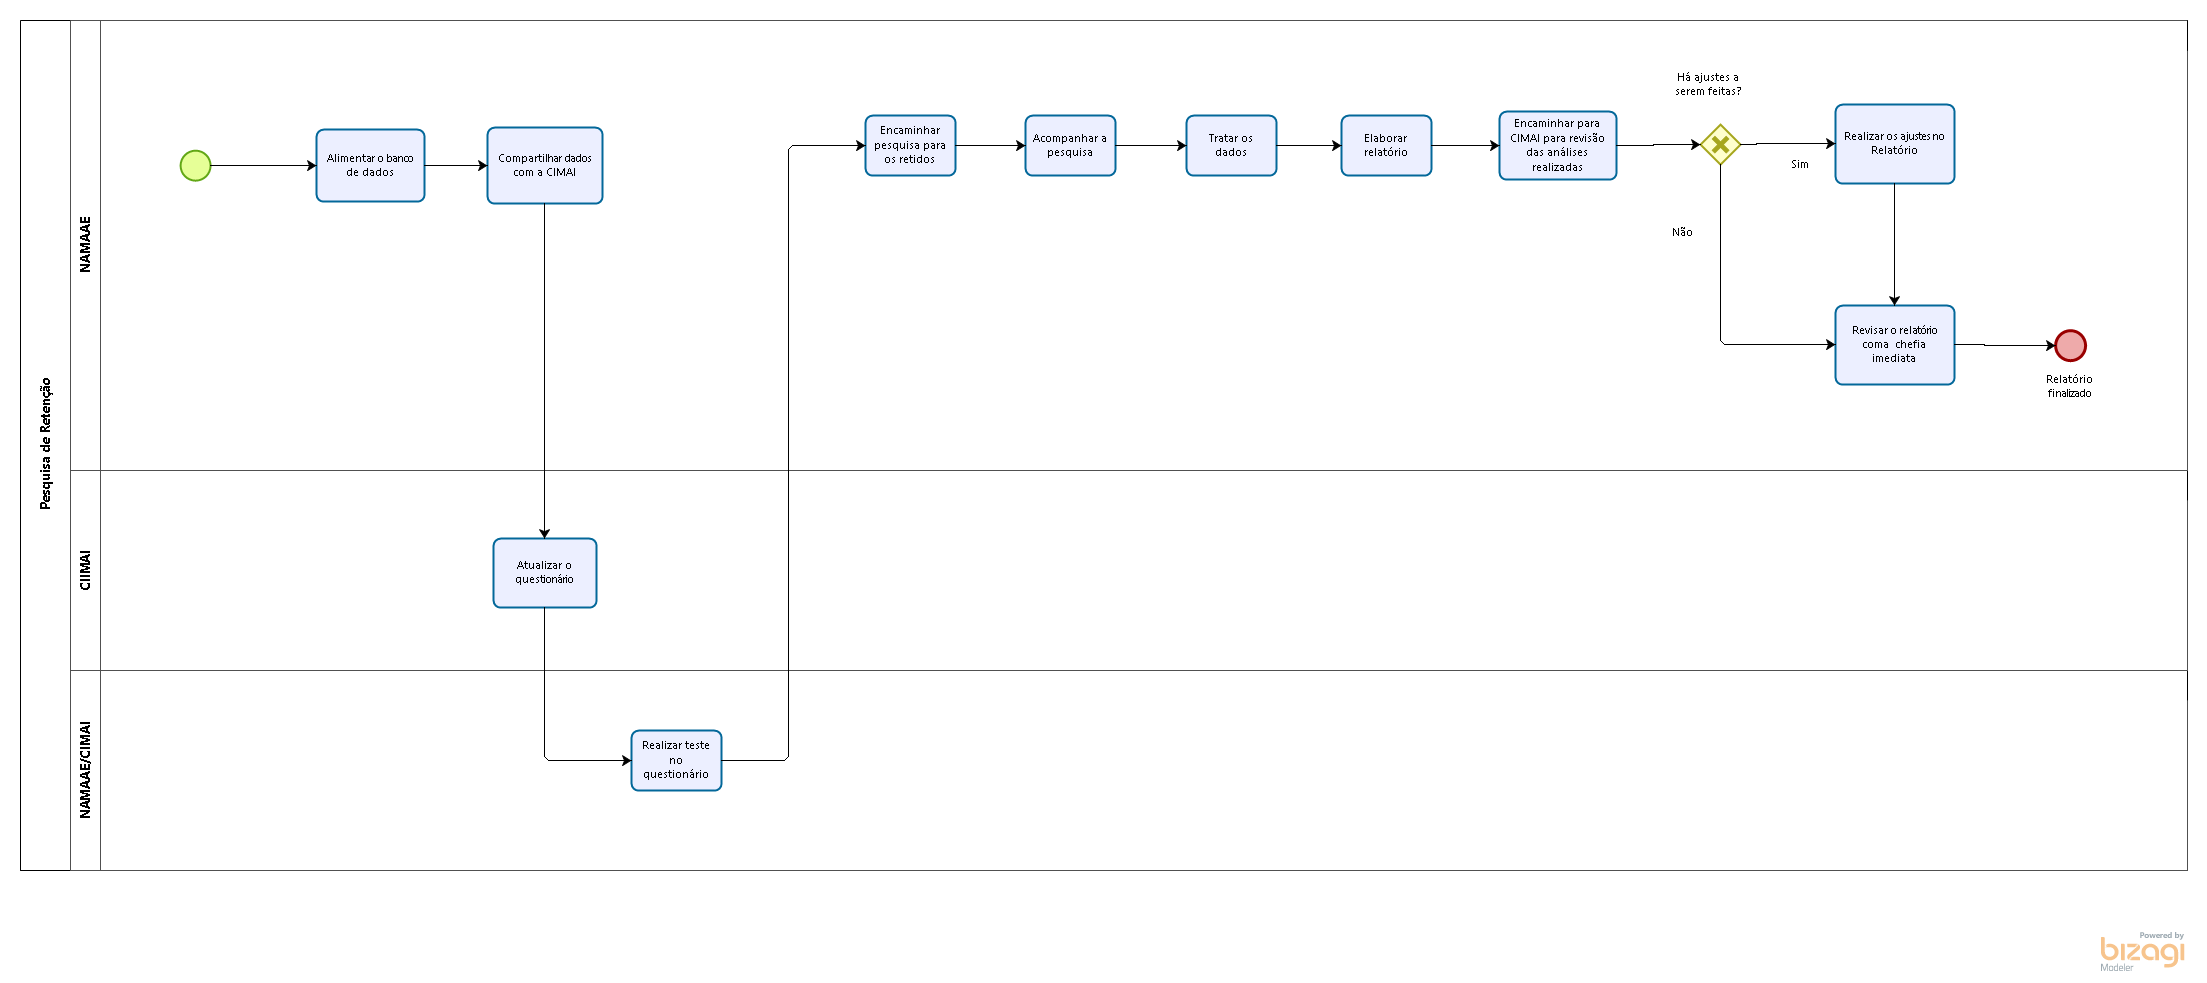 Pesquisa de Retenção
NAMAAE
Alimentar o banco
de dados
Compartilhar dados
com a CIMAI
Encaminhar
pesquisa para
os retidos
Acompanhar a
pesquisa
Tratar os
dados
Elaborar
relatório
Encaminhar para
CIMAI para revisão
das análises
realizadas
Há ajustes a
serem feitas?
Sim
Não
Realizar os ajustes no
Relatório
Revisar o relatório
coma chefia
imediata
Relatório
finalizado
CIIMAI
Atualizar o
questionário
NAMAAE/CIMAI
Realizar teste
no
questionário
Powered by
bizagi
Modeler